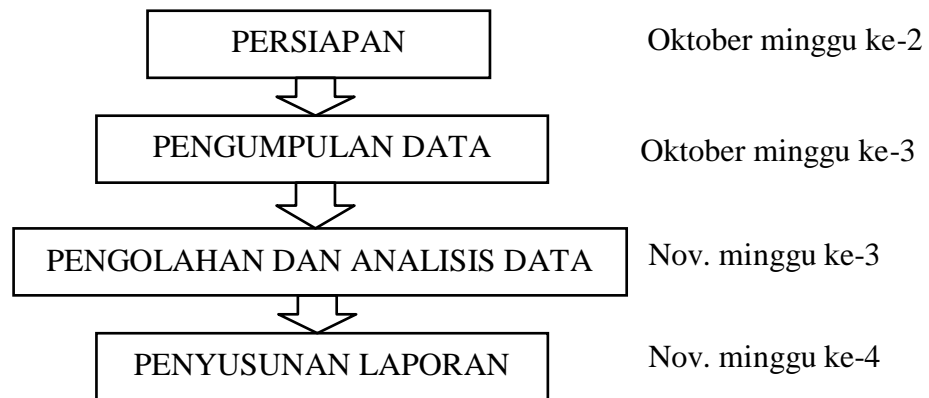 PERSIAPAN Oktober minggu ke-2
PENGUMPULAN DATA Oktober minggu ke-3
PENGOLAHAN DAN ANALISIS DATA Nov. minggu ke-3
PENYUSUNAN LAPORAN Nov. minggu ke-4